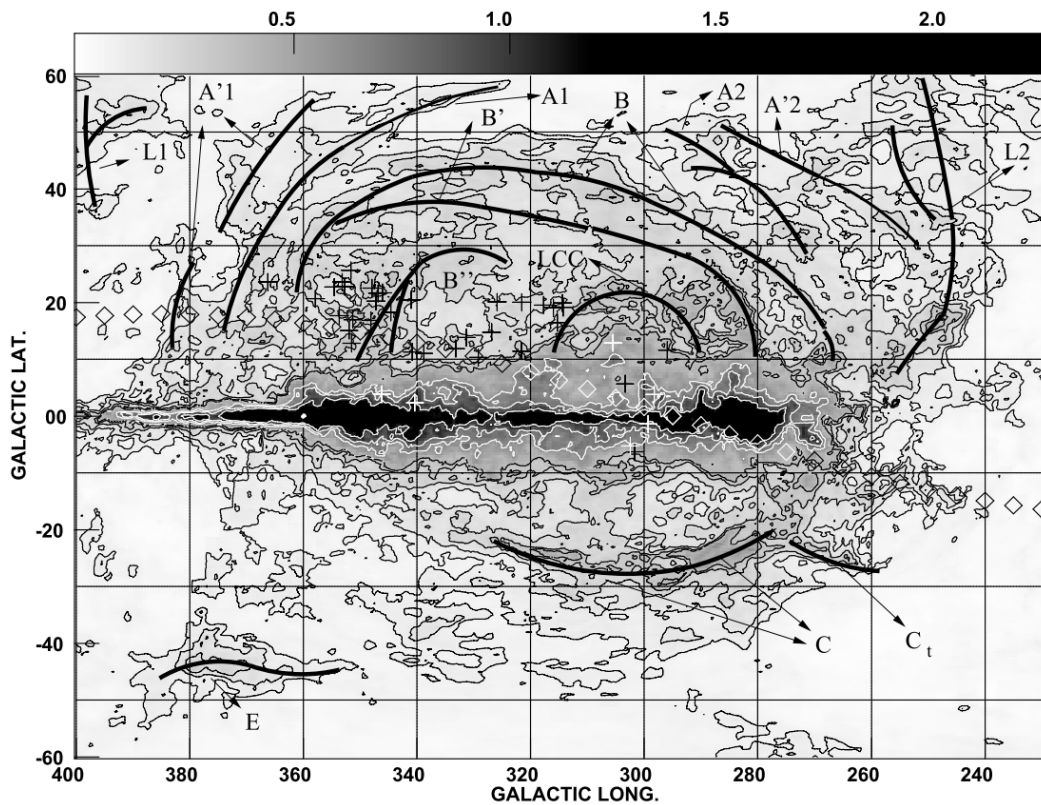 0.5 1.0 1.5 2.0
60
A'1 A1 B A2 A'2
B'
L1 L2
40
LCC
B''
20
00
-20
C C t
-40
E
-60
400 380 360 340 320 300 280 260 240
GALACTIC LONG.
GALACTIC LAT.